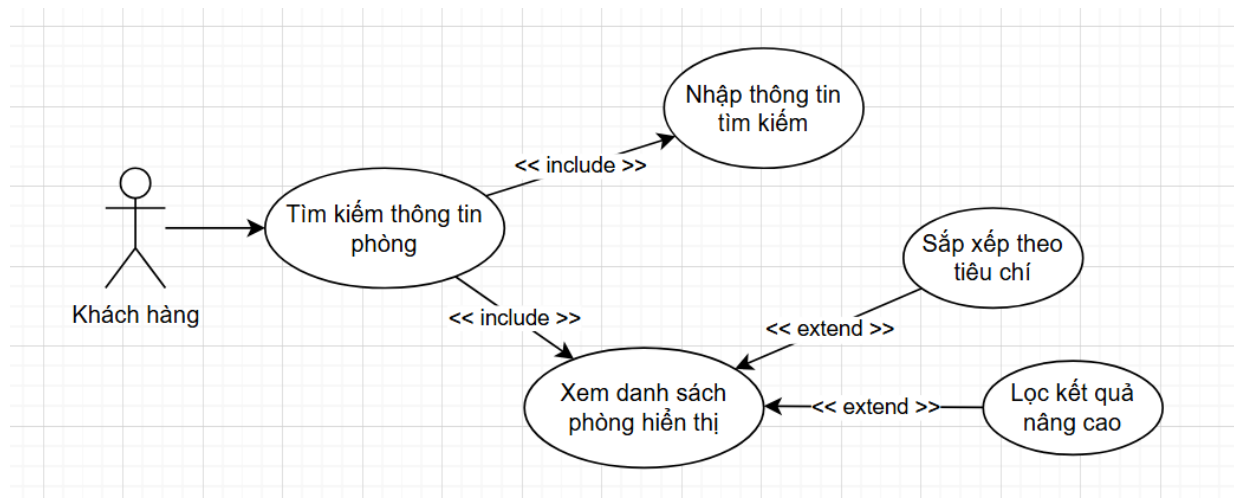 Nhập thông tin
tìm kiếm
<< include >>
Tìm kiếm thông tin
phòng
Khách hàng
<< include >>
Sắp xếp theo
tiêu chí
<< extend >>
Xem danh sách
phòng hiển thị
<< extend >>
Lọc kết quả
nâng cao